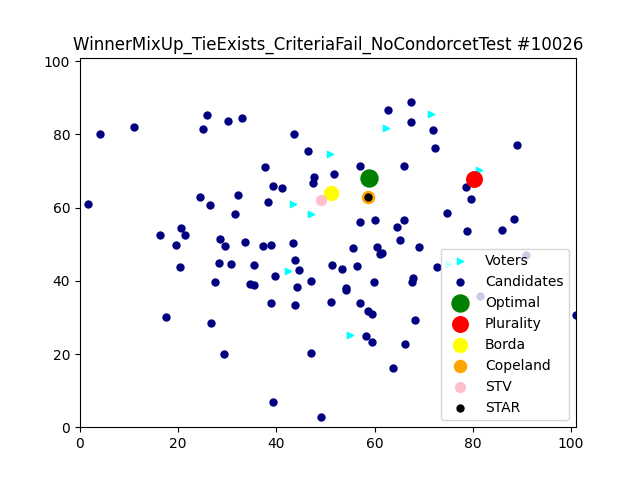 WinnerMixUp_TieExists_CriteriaFail_NoCondorcetTest #10026
100
80
60
40
20
0
0
20
40
60
80
100
Voters
Candidates
Optimal
Plurality
Borda
Copeland
STV
STAR